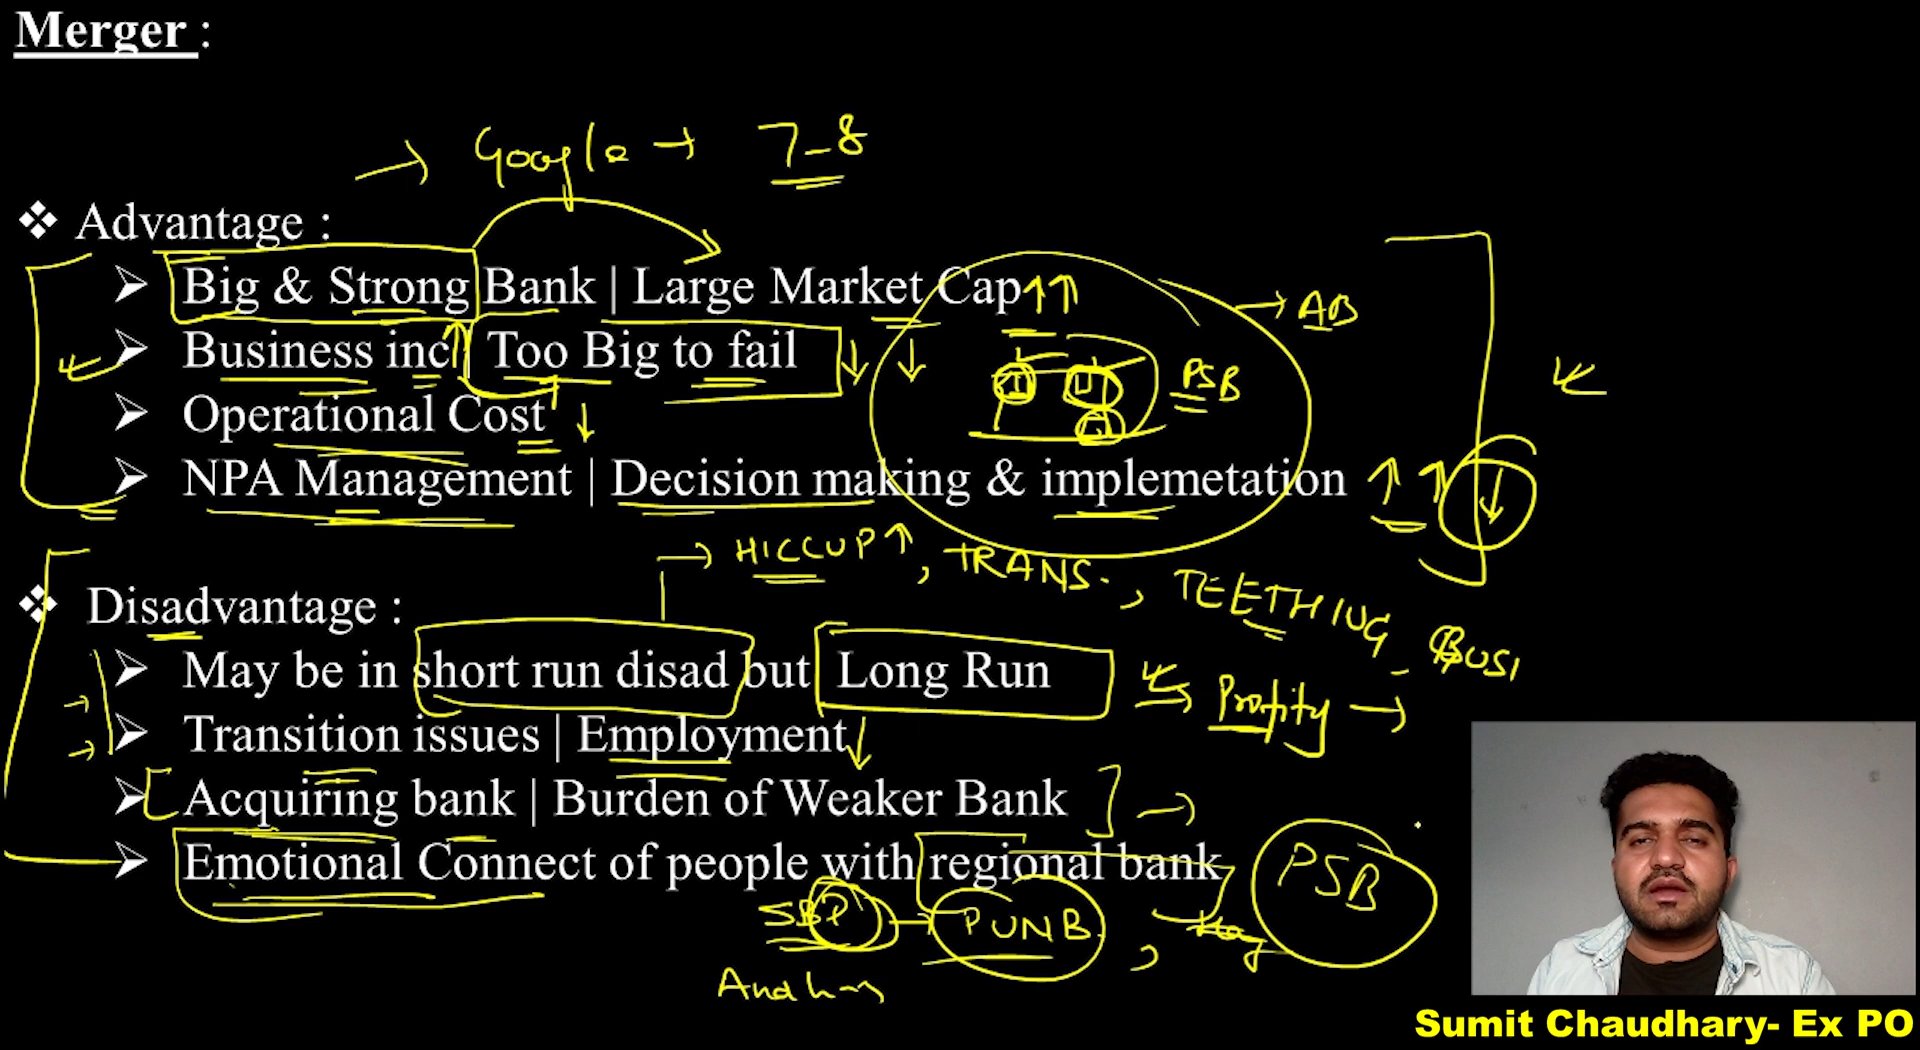 Merger :
→ Google → 7-8
❖ Advantage :
➢ Big & Strong Bank | Large Market Cap ↑↑
→ AB
➢ Business inc↑ | Too Big to fail ↓ ↓
PSB
➢ Operational Cost ↓
➢ NPA Management | Decision making & implemetation ↑ ↑ ↓
→ HICCUP↑, TRANS., TEETHING, BUSI
❖ Disadvantage :
➢ May be in short run disad but Long Run
→ Profity →
➢ Transition issues | Employment ↓
➢ Acquiring bank | Burden of Weaker Bank →
➢ Emotional Connect of people with regional bank
PSB
SBP → PUNB,
Sumit Chaudhary- Ex PO